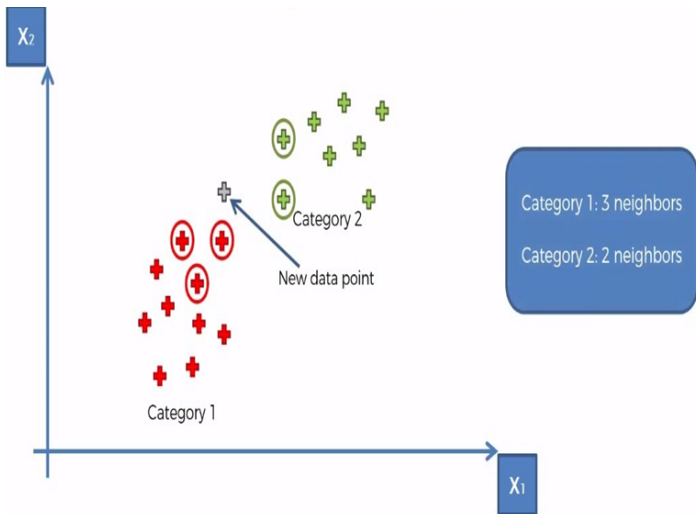 X2
Category 2
New data point
Category 1
X1
Category 1: 3 neighbors
Category 2: 2 neighbors